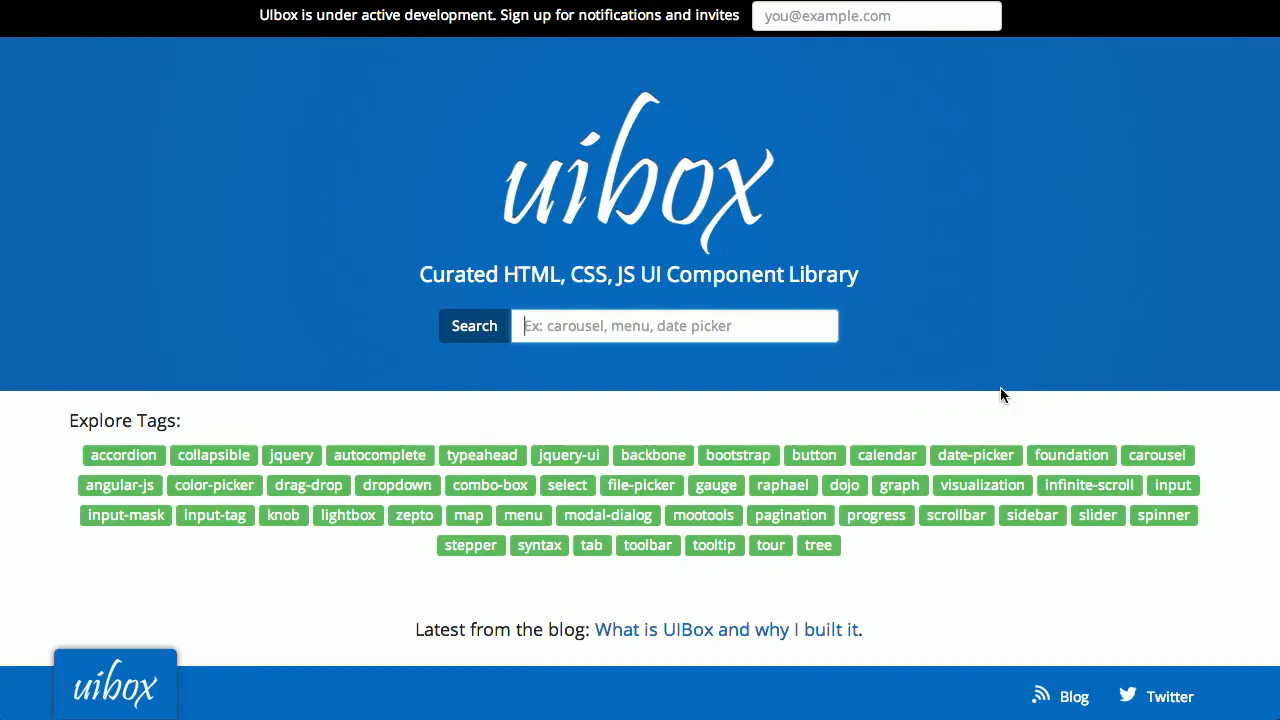 UIbox is under active development. Sign up for notifications and invites you@example.com
uibox
Curated HTML, CSS, JS UI Component Library
Search Ex: carousel, menu, date picker
Explore Tags:
accordion collapsible jquery autocomplete typeahead jquery-ui backbone bootstrap button calendar date-picker foundation carousel
angular-js color-picker drag-drop dropdown combo-box select file-picker gauge raphael dojo graph visualization infinite-scroll input
input-mask input-tag knob lightbox zepto map menu modal-dialog mootools pagination progress scrollbar sidebar slider spinner
stepper syntax tab toolbar tooltip tour tree
Latest from the blog: What is UIBox and why I built it.
uibox Blog Twitter